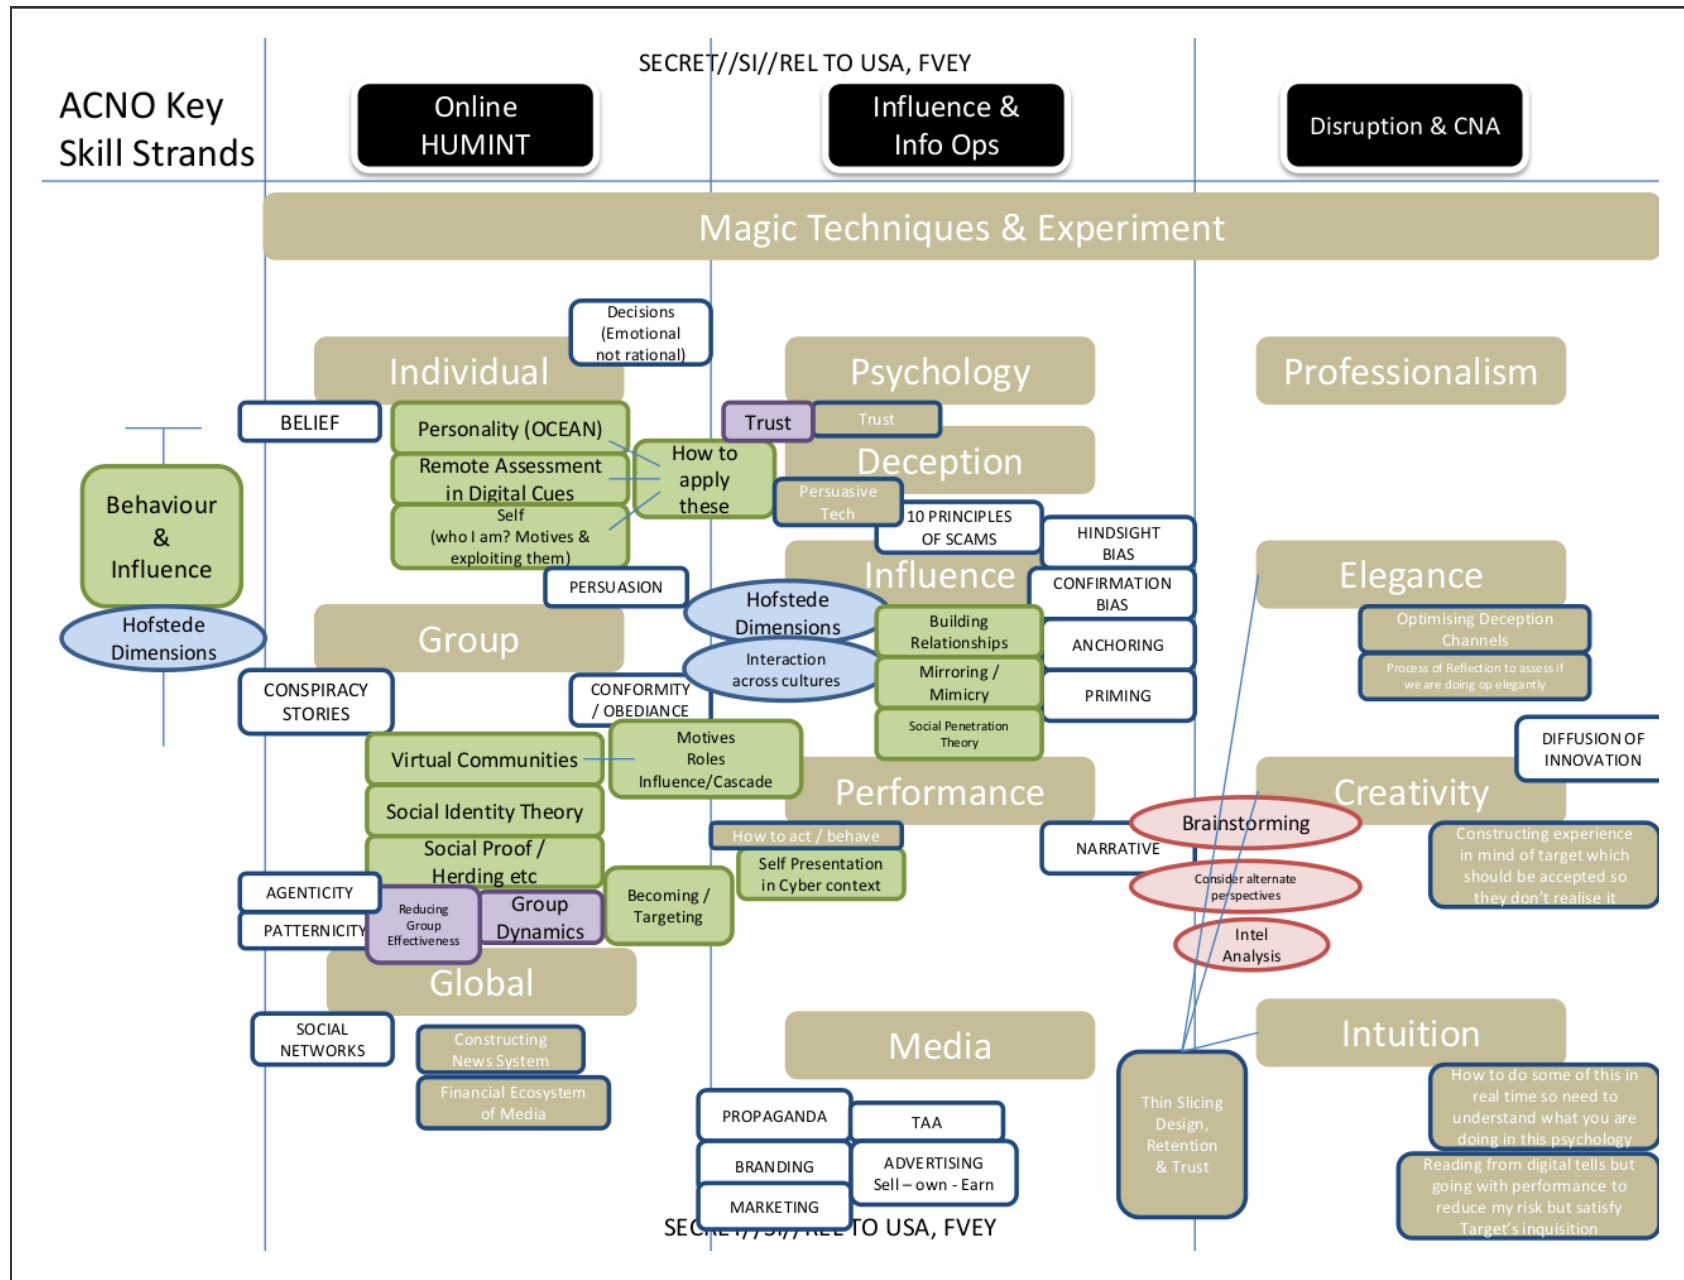 SECRET//SI//REL TO USA, FVEY
ACNO Key
Skill Strands
Online
HUMINT
Influence &
Info Ops
Disruption & CNA
Magic Techniques & Experiment
Decisions
(Emotional
not rational)
Individual
Psychology
Professionalism
BELIEF
Personality (OCEAN)
Trust
Trust
Remote Assessment
in Digital Cues
How to
apply
these
Deception
Behaviour
&
Influence
Self
(who I am? Motives &
exploiting them)
Persuasive
Tech
10 PRINCIPLES
OF SCAMS
HINDSIGHT
BIAS
PERSUASION
Influence
CONFIRMATION
BIAS
Elegance
Hofstede
Dimensions
Group
Hofstede
Dimensions
Building
Relationships
ANCHORING
Optimising Deception
Channels
Interaction
across cultures
Mirroring /
Mimicry
PRIMING
Process of Reflection to assess if
we are doing op elegantly
CONSPIRACY
STORIES
CONFORMITY
/ OBEDIANCE
Social Penetration
Theory
Virtual Communities
Motives
Roles
Influence/Cascade
DIFFUSION OF
INNOVATION
Social Identity Theory
Performance
Creativity
Social Proof /
Herding etc
How to act / behave
NARRATIVE
Brainstorming
Constructing experience
in mind of target which
should be accepted so
they don't realise it
Self Presentation
in Cyber context
Consider alternate
perspectives
AGENTICITY
PATTERNICITY
Reducing
Group
Effectiveness
Group
Dynamics
Becoming /
Targeting
Intel
Analysis
Global
SOCIAL
NETWORKS
Constructing
News System
Financial Ecosystem
of Media
Media
Intuition
PROPAGANDA
TAA
BRANDING
ADVERTISING
Sell – own - Earn
MARKETING
Thin Slicing
Design,
Retention
& Trust
How to do some of this in
real time so need to
understand what you are
doing in this psychology
Reading from digital tells but
going with performance to
reduce my risk but satisfy
Target's inquisition
SECRET//SI//REL TO USA, FVEY